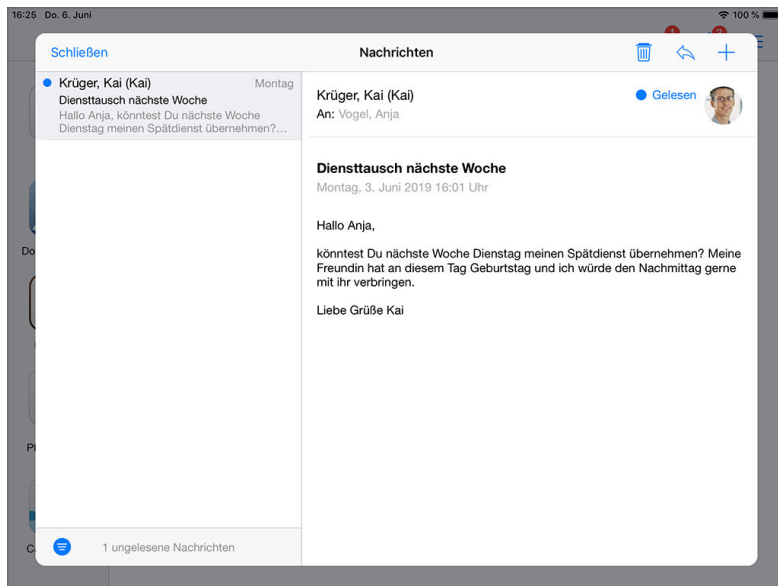 16:25 Do. 6. Juni
100 %
1
Schließen
Nachrichten
Krüger, Kai (Kai)
Montag
Diensttausch nächste Woche
Hallo Anja, könntest Du nächste Woche
Dienstag meinen Spätdienst übernehmen?...
Krüger, Kai (Kai)
Gelesen
An: Vogel, Anja
Diensttausch nächste Woche
Montag, 3. Juni 2019 16:01 Uhr
Hallo Anja,
könntest Du nächste Woche Dienstag meinen Spätdienst übernehmen? Meine
Freundin hat an diesem Tag Geburtstag und ich würde den Nachmittag gerne
mit ihr verbringen.
Liebe Grüße Kai
Do
Pl
1 ungelesene Nachrichten